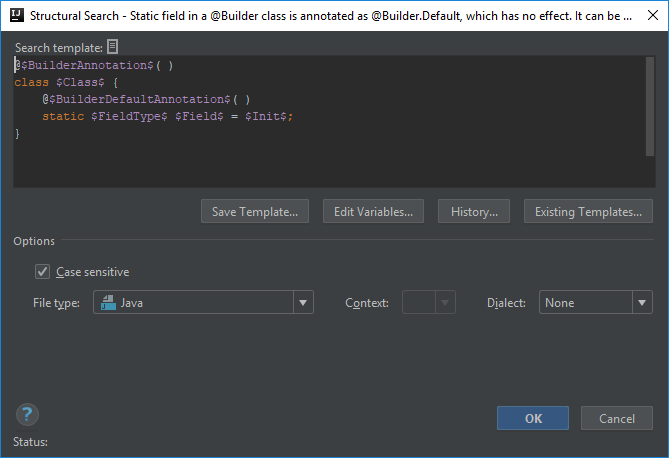 IJ Structural Search - Static field in a @Builder class is annotated as @Builder.Default, which has no effect. It can be ...
Search template:
@$BuilderAnnotation$( )
class $Class$ {
    @$BuilderDefaultAnnotation$( )
    static $FieldType$ $Field$ = $Init$;
}
Save Template... Edit Variables... History... Existing Templates...
Options
Case sensitive
File type: Java Context: Dialect: None
? OK Cancel
Status: